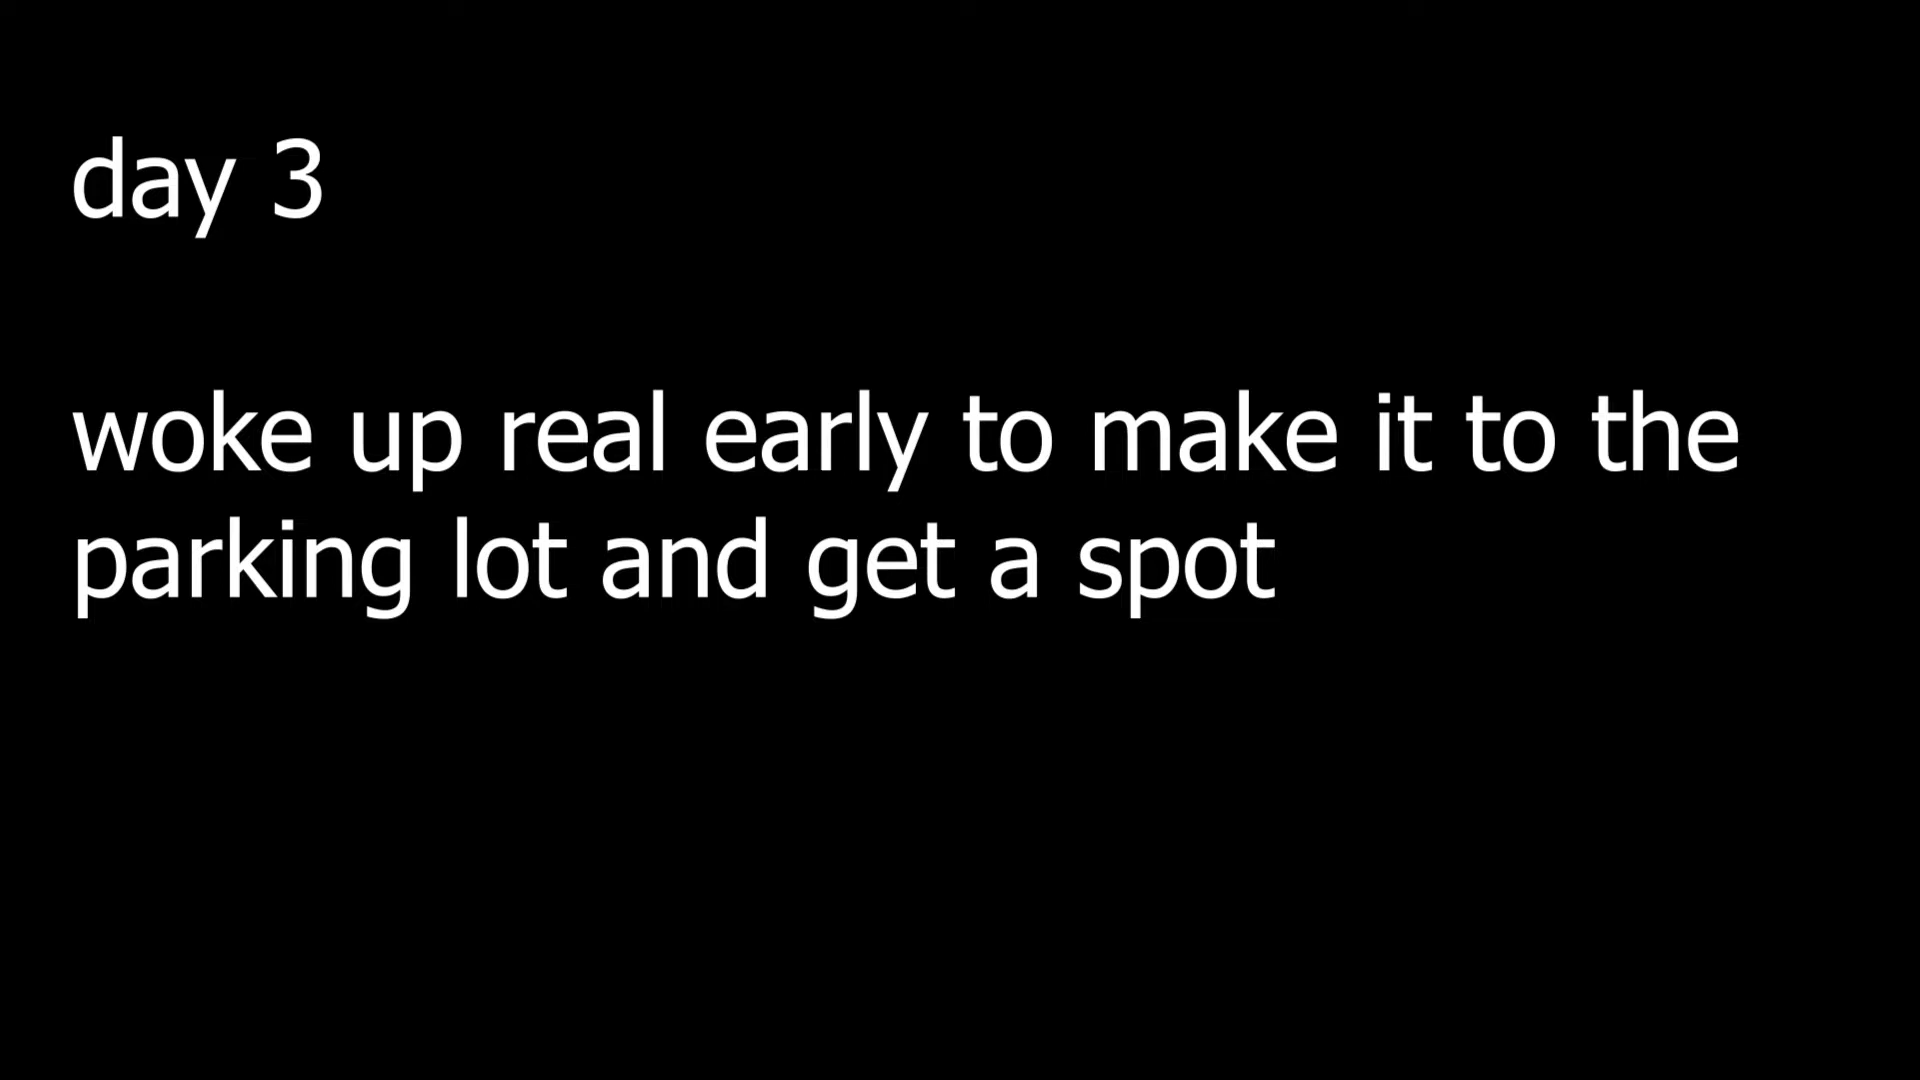 day 3
woke up real early to make it to the
parking lot and get a spot